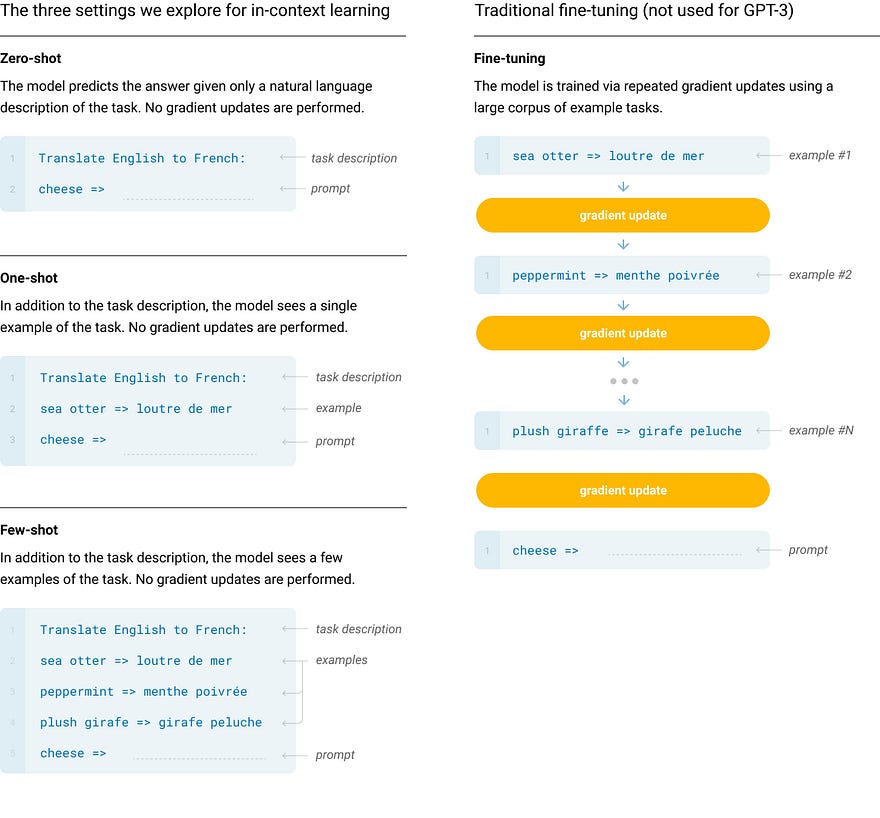 The three settings we explore for in-context learning
Zero-shot
The model predicts the answer given only a natural language
description of the task. No gradient updates are performed.
1 Translate English to French: task description
2 cheese => prompt
One-shot
In addition to the task description, the model sees a single
example of the task. No gradient updates are performed.
1 Translate English to French: task description
2 sea otter => loutre de mer example
3 cheese => prompt
Few-shot
In addition to the task description, the model sees a few
examples of the task. No gradient updates are performed.
1 Translate English to French: task description
2 sea otter => loutre de mer examples
3 peppermint => menthe poivrée
4 plush girafe => girafe peluche
5 cheese => prompt
Traditional fine-tuning (not used for GPT-3)
Fine-tuning
The model is trained via repeated gradient updates using a
large corpus of example tasks.
1 sea otter => loutre de mer example #1
gradient update
1 peppermint => menthe poivrée example #2
gradient update
1 plush giraffe => girafe peluche example #N
gradient update
1 cheese => prompt